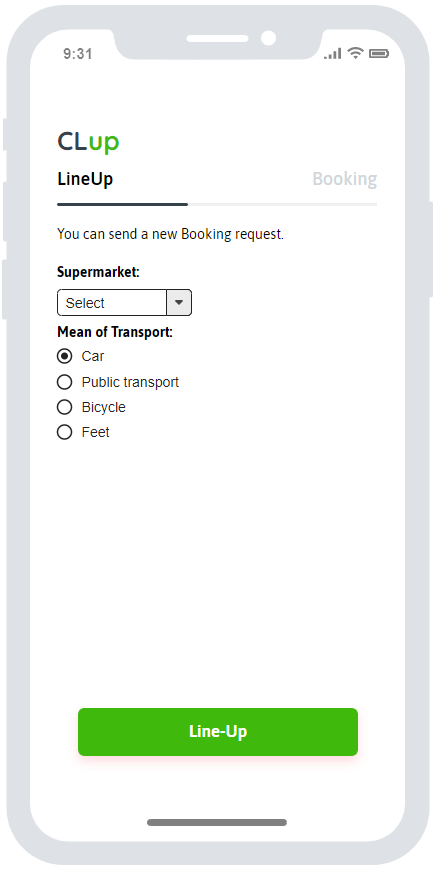 9:31
CLup
LineUp Booking
You can send a new Booking request.
Supermarket:
Select
Mean of Transport:
Car
Public transport
Bicycle
Feet
Line-Up